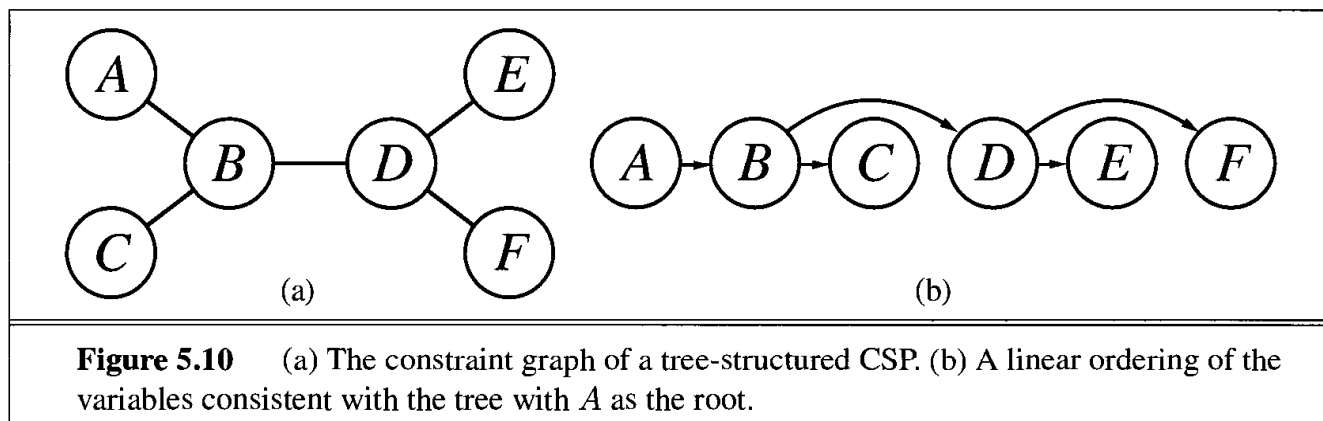 A
E
B
D
C
F
(a)
A
B
C
D
E
F
(b)
Figure 5.10 (a) The constraint graph of a tree-structured CSP. (b) A linear ordering of the
variables consistent with the tree with A as the root.